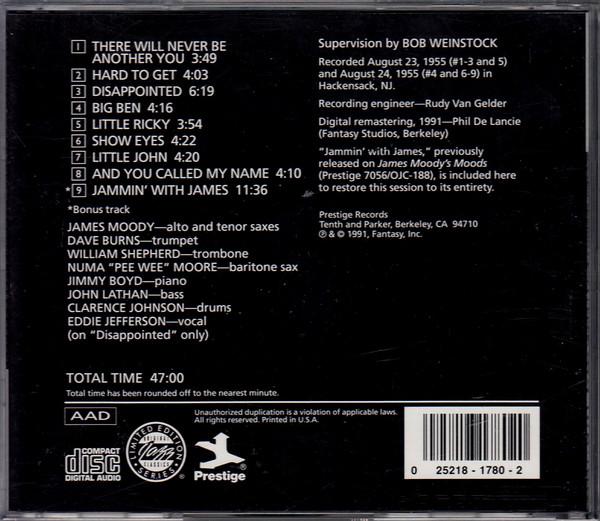 1 THERE WILL NEVER BE
ANOTHER YOU 3:49
2 HARD TO GET 4:03
3 DISAPPOINTED 6:19
4 BIG BEN 4:16
5 LITTLE RICKY 3:54
6 SHOW EYES 4:22
7 LITTLE JOHN 4:20
8 AND YOU CALLED MY NAME 4:10
*9 JAMMIN' WITH JAMES 11:36
*Bonus track
JAMES MOODY—alto and tenor saxes
DAVE BURNS—trumpet
WILLIAM SHEPHERD—trombone
NUMA "PEE WEE" MOORE—baritone sax
JIMMY BOYD—piano
JOHN LATHAN—bass
CLARENCE JOHNSON—drums
EDDIE JEFFERSON—vocal
(on "Disappointed" only)
TOTAL TIME 47:00
Total time has been rounded off to the nearest minute.
Supervision by BOB WEINSTOCK
Recorded August 23, 1955 (#1-3 and 5)
and August 24, 1955 (#4 and 6-9) in
Hackensack, NJ.
Recording engineer—Rudy Van Gelder
Digital remastering, 1991—Phil De Lancie
(Fantasy Studios, Berkeley)
"Jammin' with James," previously
released on James Moody's Moods
(Prestige 7056/OJC-188), is included here
to restore this session to its entirety.
Prestige Records
Tenth and Parker, Berkeley, CA 94710
℗ & © 1991, Fantasy, Inc.
AAD
Unauthorized duplication is a violation of applicable laws.
All rights reserved. Printed in U.S.A.
COMPACT
disc
DIGITAL AUDIO
LIMITED EDITION
ORIGINAL
Jazz
CLASSICS
SERIES
®
Prestige®
0 25218-1780-2